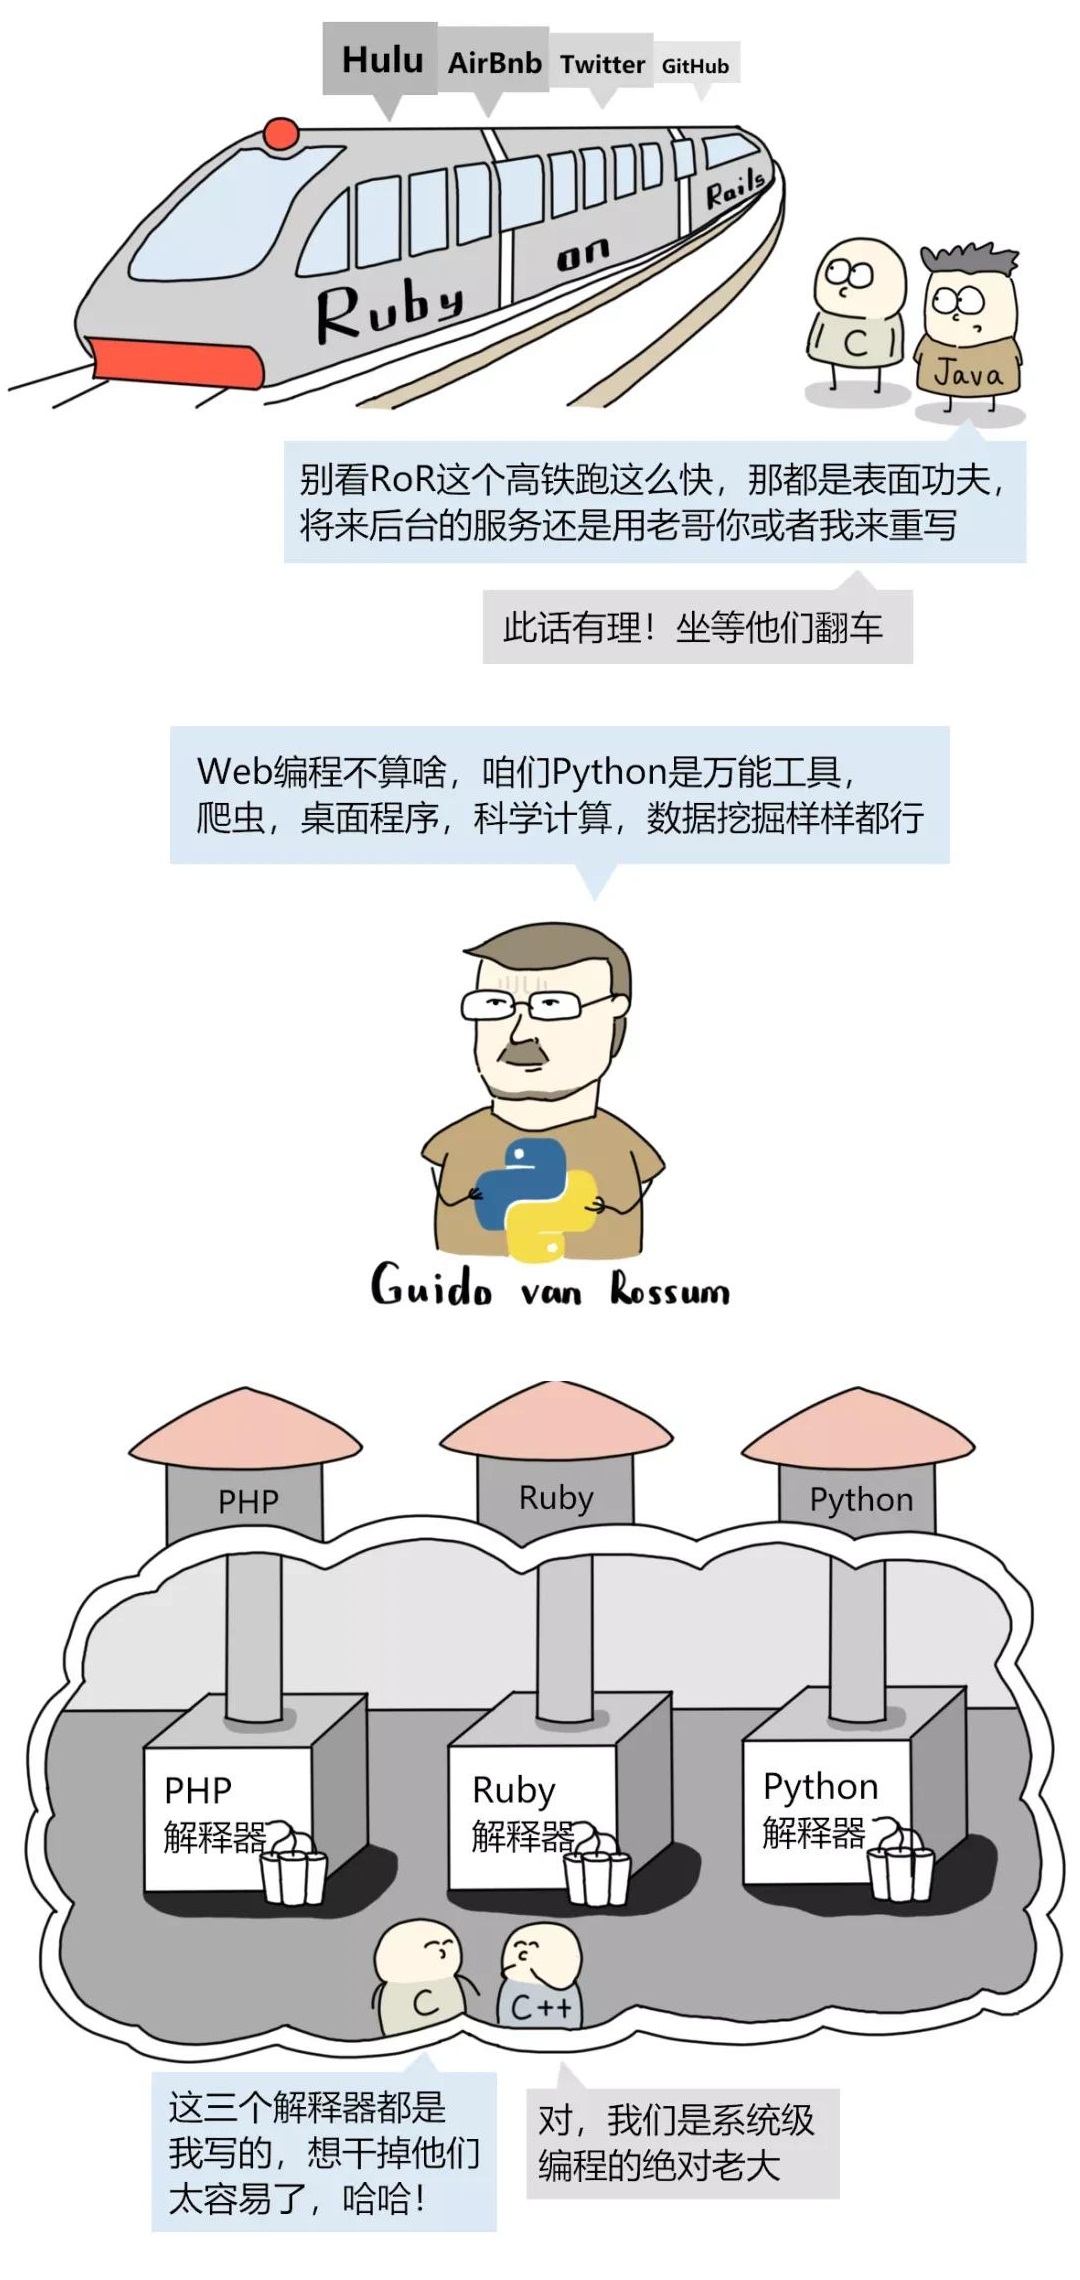 Hulu
AirBnb
Twitter
GitHub
Ruby
on
Rails
C
Java
别看RoR这个高铁跑这么快，那都是表面功夫，
将来后台的服务还是用老哥你或者我来重写
此话有理！坐等他们翻车
Web编程不算啥，咱们Python是万能工具，
爬虫，桌面程序，科学计算，数据挖掘样样都行
Guido van Rossum
PHP
Ruby
Python
PHP
解释器
Ruby
解释器
Python
解释器
C
C++
这三个解释器都是
我写的，想干掉他们
太容易了，哈哈！
对，我们是系统级
编程的绝对老大